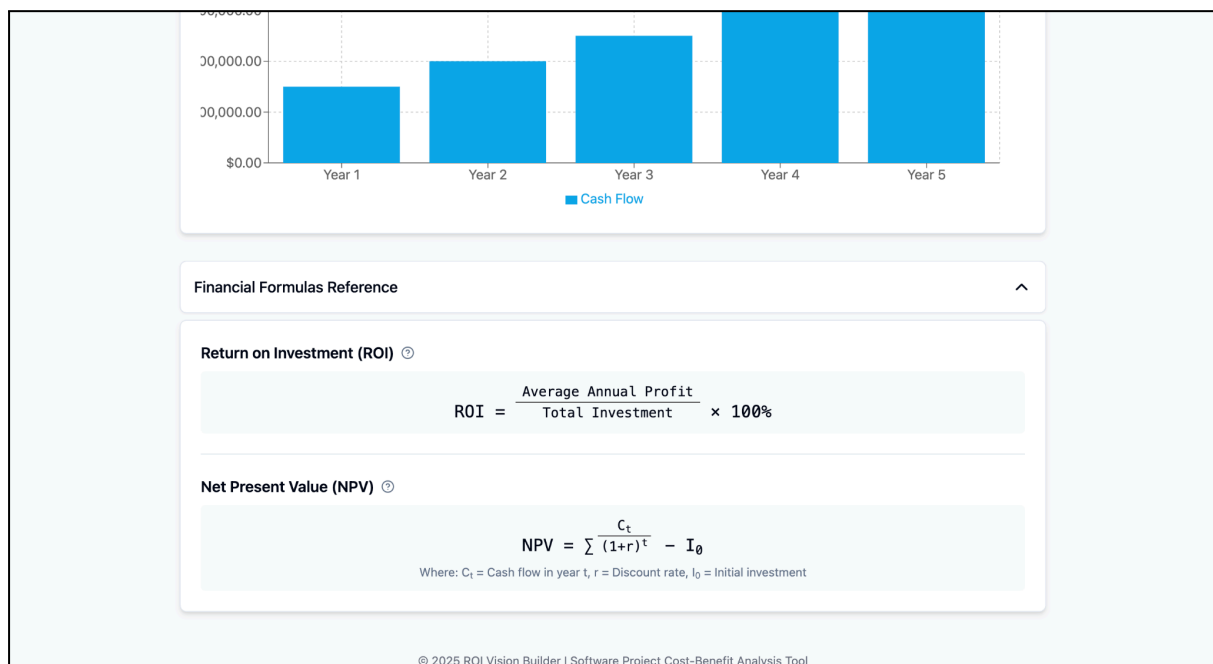 00,000.00
00,000.00
$0.00
Year 1 Year 2 Year 3 Year 4 Year 5
Cash Flow
Financial Formulas Reference
Return on Investment (ROI)
Average Annual Profit
ROI = × 100%
Total Investment
Net Present Value (NPV)
NPV = ∑ Cₜ/(1+r)ᵗ − I₀
Where: Cₜ = Cash flow in year t, r = Discount rate, I₀ = Initial investment
© 2025 ROI Vision Builder | Software Project Cost-Benefit Analysis Tool